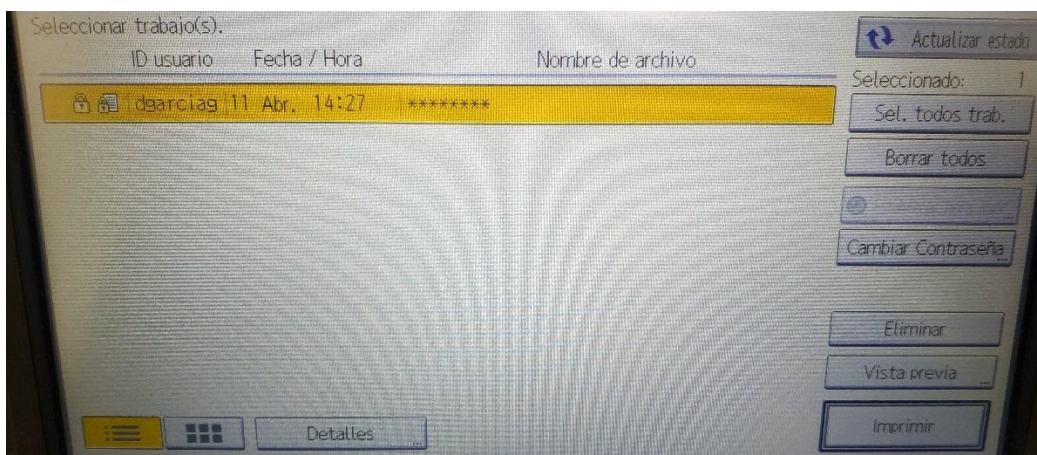 Seleccionar trabajo(s).
ID usuario Fecha / Hora Nombre de archivo
dgarciag 11 Abr. 14:27 ********
Actualizar estado
Seleccionado: 1
Sel. todos trab.
Borrar todos
Cambiar Contraseña
Eliminar
Vista previa
Imprimir
Detalles